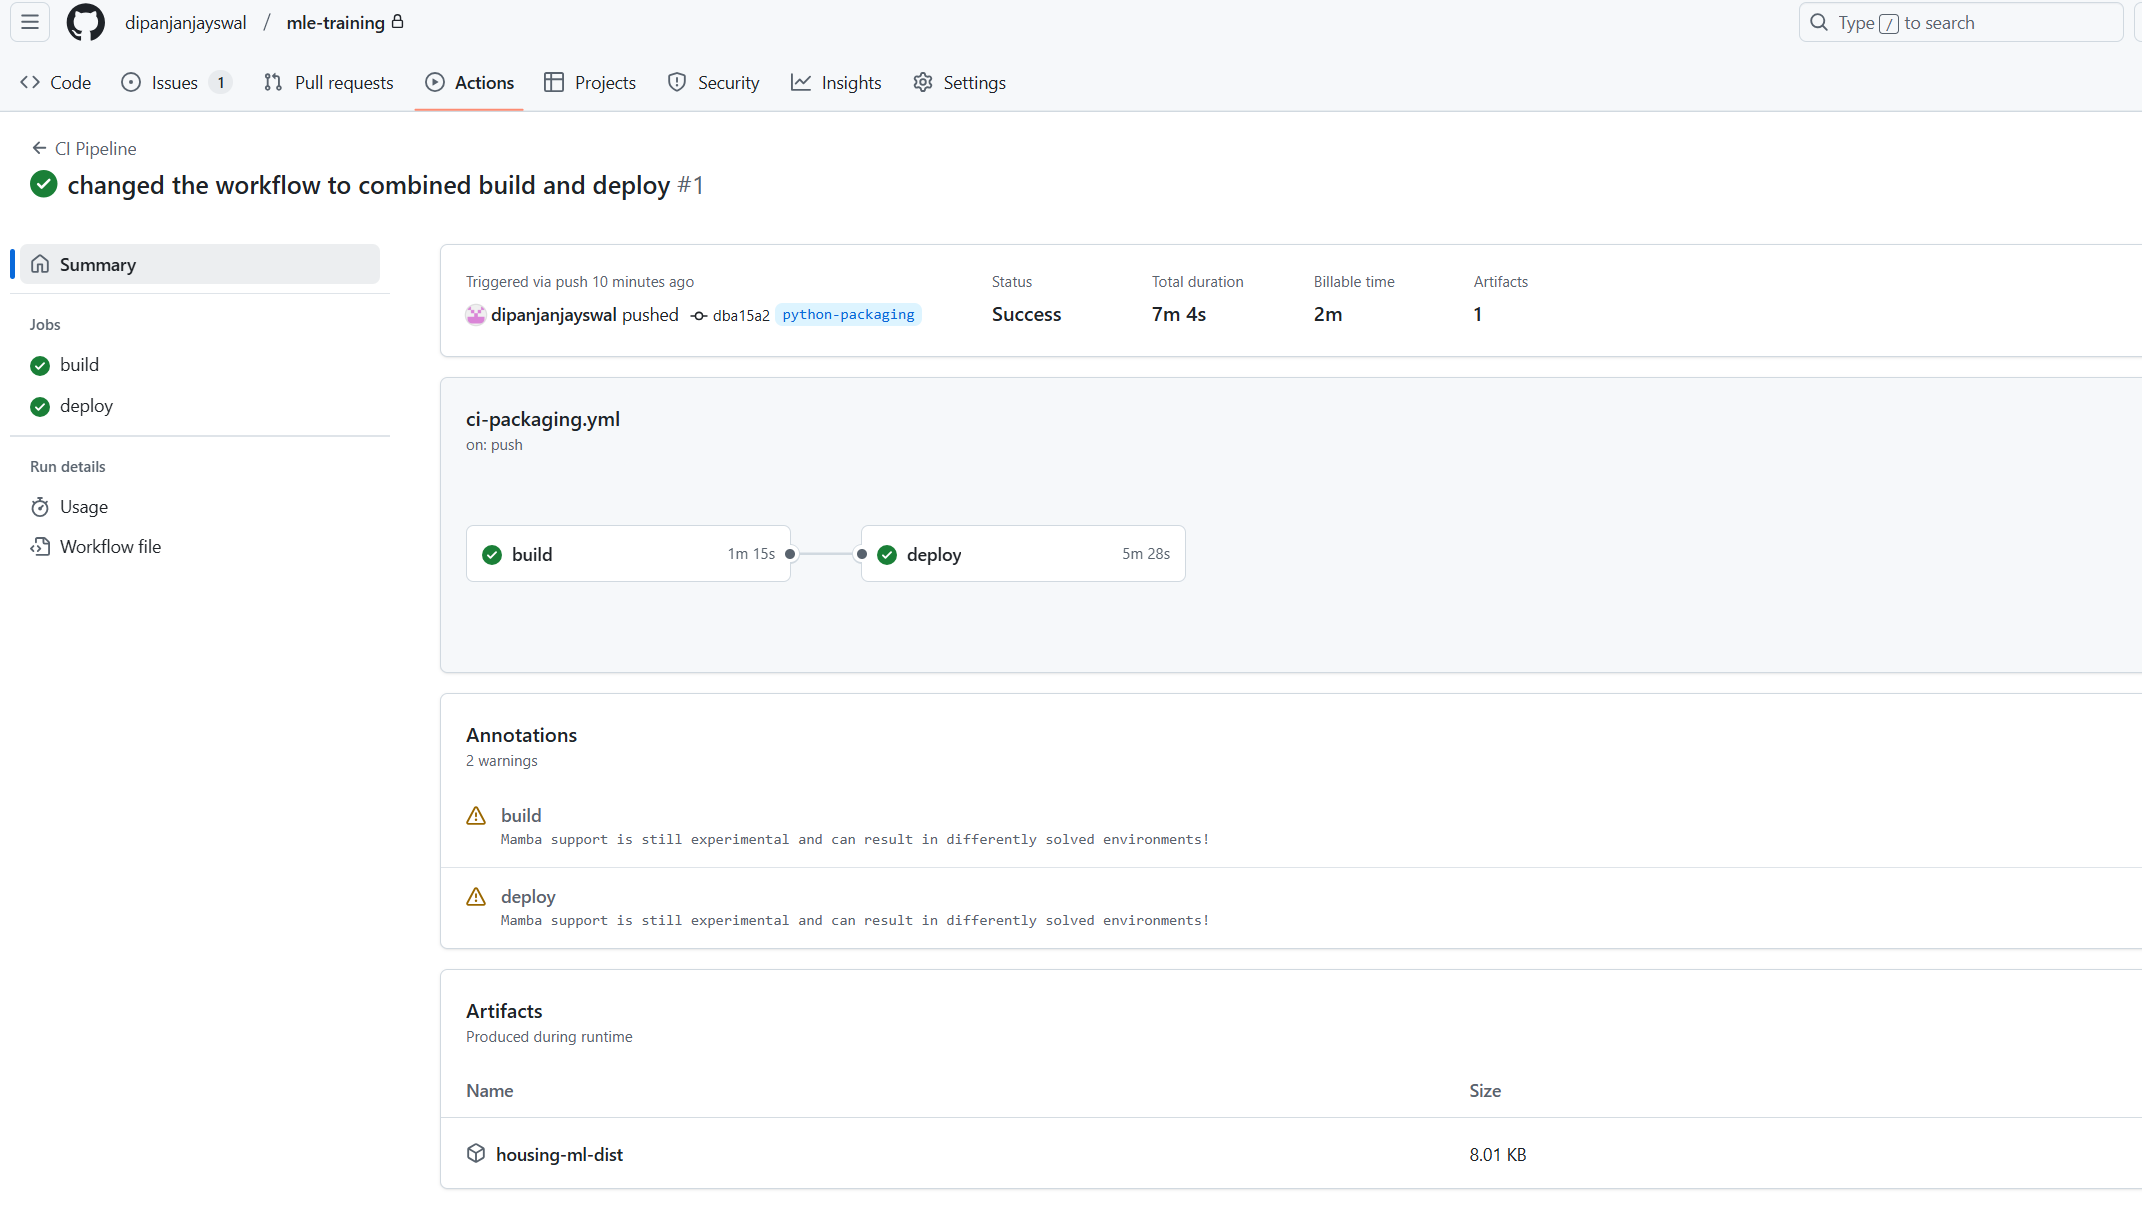 dipanjanjayswal / mle-training
Type / to search
Code
Issues 1
Pull requests
Actions
Projects
Security
Insights
Settings
CI Pipeline
changed the workflow to combined build and deploy #1
Summary
Jobs
build
deploy
Run details
Usage
Workflow file
Triggered via push 10 minutes ago
dipanjanjayswal pushed dba15a2 python-packaging
Status
Success
Total duration
7m 4s
Billable time
2m
Artifacts
1
ci-packaging.yml
on: push
build 1m 15s
deploy 5m 28s
Annotations
2 warnings
build
Mamba support is still experimental and can result in differently solved environments!
deploy
Mamba support is still experimental and can result in differently solved environments!
Artifacts
Produced during runtime
Name Size
housing-ml-dist 8.01 KB